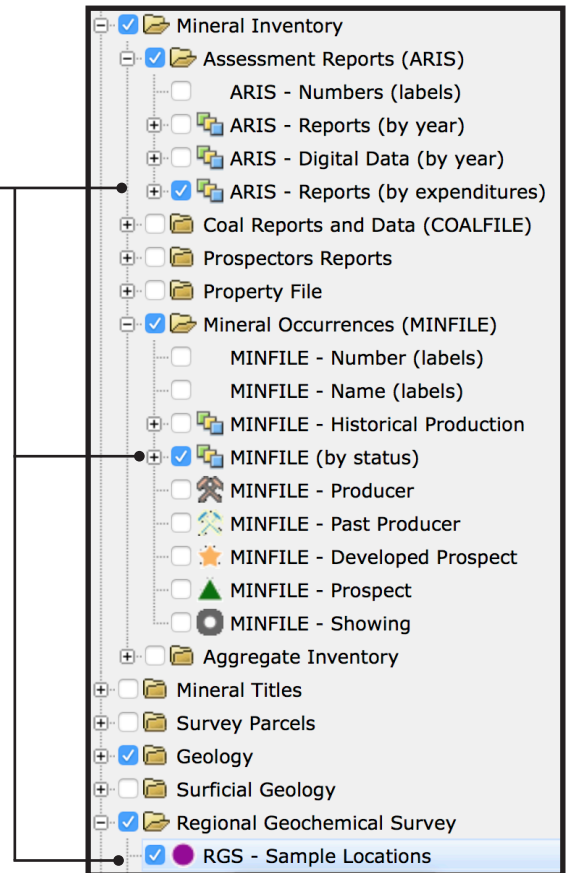 Mineral Inventory
Assessment Reports (ARIS)
ARIS - Numbers (labels)
ARIS - Reports (by year)
ARIS - Digital Data (by year)
ARIS - Reports (by expenditures)
Coal Reports and Data (COALFILE)
Prospectors Reports
Property File
Mineral Occurrences (MINFILE)
MINFILE - Number (labels)
MINFILE - Name (labels)
MINFILE - Historical Production
MINFILE (by status)
MINFILE - Producer
MINFILE - Past Producer
MINFILE - Developed Prospect
MINFILE - Prospect
MINFILE - Showing
Aggregate Inventory
Mineral Titles
Survey Parcels
Geology
Surficial Geology
Regional Geochemical Survey
RGS - Sample Locations